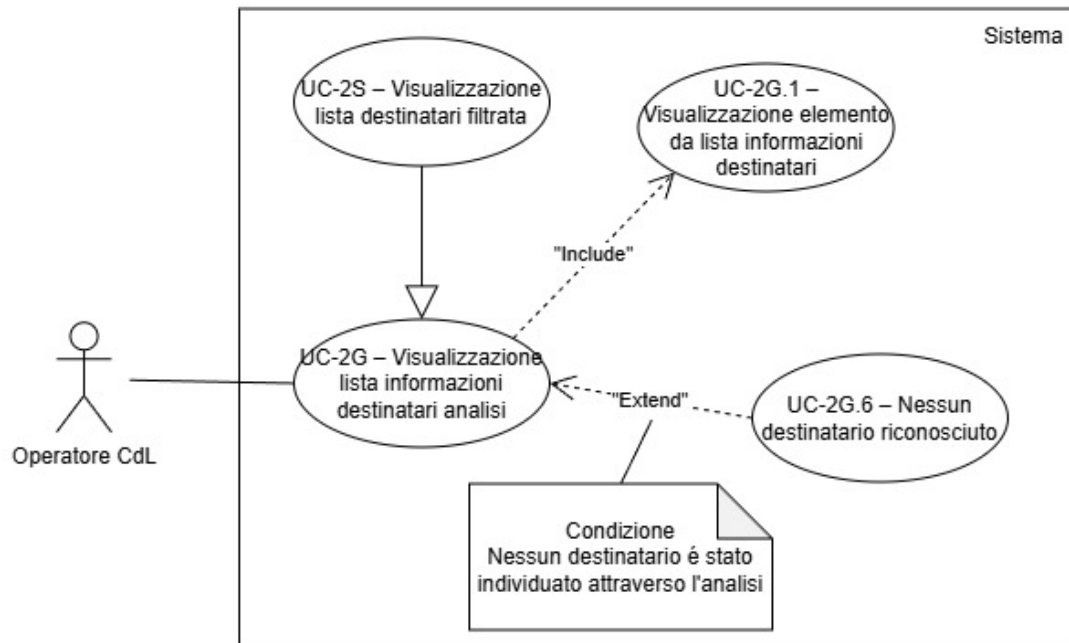 Sistema
UC-2S – Visualizzazione
lista destinatari filtrata
UC-2G.1 –
Visualizzazione elemento
da lista informazioni
destinatari
"Include"
UC-2G – Visualizzazione
lista informazioni
destinatari analisi
"Extend"
UC-2G.6 – Nessun
destinatario riconosciuto
Operatore CdL
Condizione
Nessun destinatario é stato
individuato attraverso l'analisi